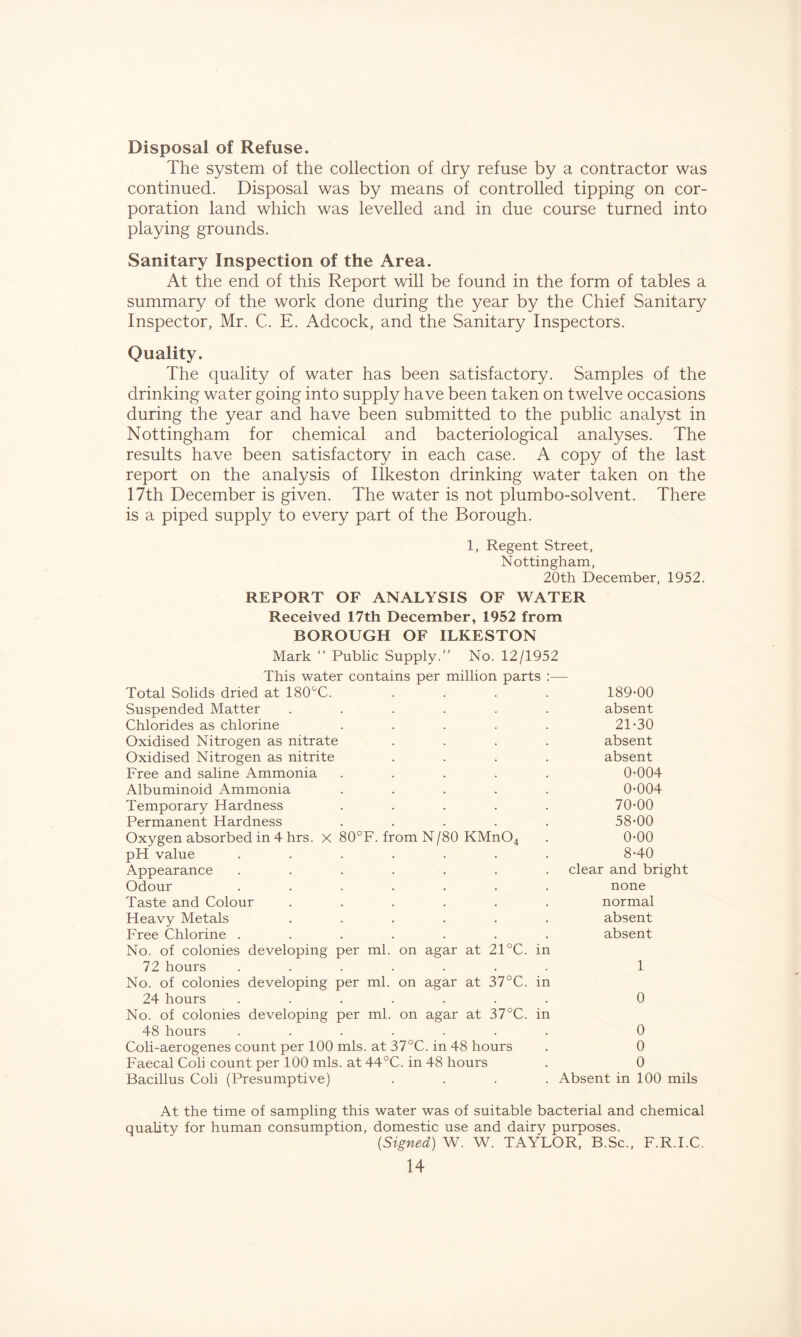 Disposal of Refuse.
The system of the collection of dry refuse by a contractor was
continued. Disposal was by means of controlled tipping on cor-
poration land which was levelled and in due course turned into
playing grounds.
Sanitary Inspection of the Area.
At the end of this Report will be found in the form of tables a
summary of the work done during the year by the Chief Sanitary
Inspector, Mr. C. E. Adcock, and the Sanitary Inspectors.
Quality.
The quality of water has been satisfactory. Samples of the
drinking water going into supply have been taken on twelve occasions
during the year and have been submitted to the public analyst in
Nottingham for chemical and bacteriological analyses. The
results have been satisfactory in each case. A copy of the last
report on the analysis of Ilkeston drinking water taken on the
17th December is given. The water is not plumbo-solvent. There
is a piped supply to every part of the Borough.
1, Regent Street,
Nottingham,
20th December, 1952.
REPORT OF ANALYSIS OF WATER
Received 17th December, 1952 from
BOROUGH OF ILKESTON
Mark “ Public Supply.” No. 12/1952
This water contains per million parts :—
Total Solids dried at 180°C. . . . . 189·00
Suspended Matter . . . . . . absent
Chlorides as chlorine . . . . . 21·30
Oxidised Nitrogen as nitrate . . . . absent
Oxidised Nitrogen as nitrite . . . . absent
Free and saline Ammonia . . . . . 0·004
Albuminoid Ammonia . . . . . 0·004
Temporary Hardness . . . . . 70·00
Permanent Hardness . . . . . 58·00
Oxygen absorbed in 4 hrs. x 80°F. from N/80 KMnO₄ . 0·00
pH value . . . . . . . 8·40
Appearance . . . . . . . clear and bright
Odour . . . . . . . none
Taste and Colour . . . . . . normal
Heavy Metals . . . . . . absent
Free Chlorine . . . . . . . absent
No. of colonies developing per ml. on agar at 21°C. in
72 hours . . . . . . . 1
No. of colonies developing per ml. on agar at 37°C. in
24 hours . . . . . . . 0
No. of colonies developing per ml. on agar at 37°C. in
48 hours . . . . . . . 0
Coli-aerogenes count per 100 mls. at 37°C. in 48 hours . 0
Faecal Coli count per 100 mls. at 44°C. in 48 hours . 0
Bacillus Coli (Presumptive) . . . . Absent in 100 mils
At the time of sampling this water was of suitable bacterial and chemical
quality for human consumption, domestic use and dairy purposes.
(Signed) W. W. TAYLOR, B.Sc., F.R.I.C.
14